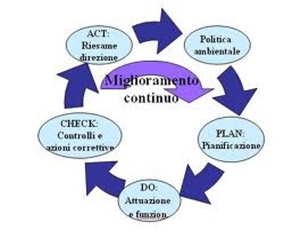 ACT:
Riesame
direzione
Politica
ambientale
Miglioramento
continuo
PLAN:
Pianificazione
DO:
Attuazione
e funzion.
CHECK:
Controlli e
azioni correttive